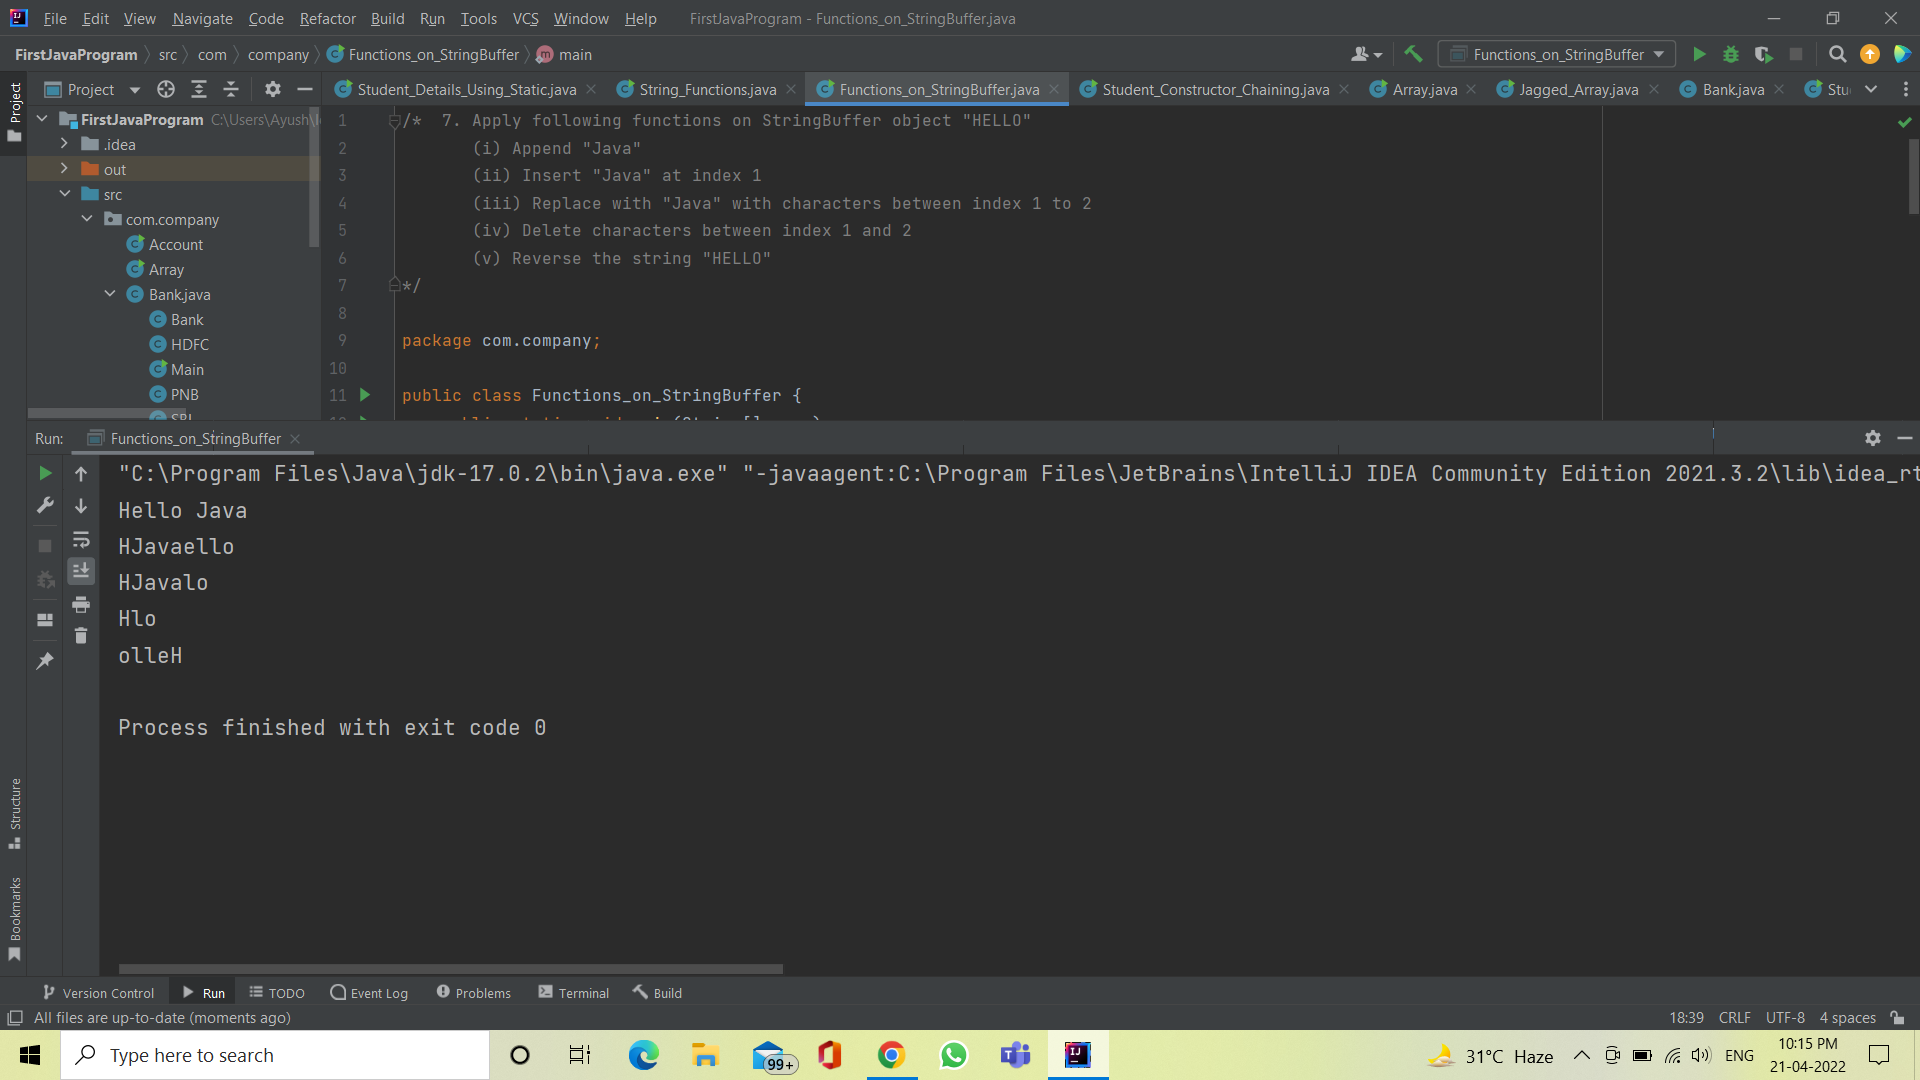 File Edit View Navigate Code Refactor Build Run Tools VCS Window Help FirstJavaProgram - Functions_on_StringBuffer.java
FirstJavaProgram src com company Functions_on_StringBuffer main Functions_on_StringBuffer
Project Student_Details_Using_Static.java String_Functions.java Functions_on_StringBuffer.java Student_Constructor_Chaining.java Array.java Jagged_Array.java Bank.java Stu
Project
FirstJavaProgram C:\Users\Ayush\I
.idea
out
src
com.company
Account
Array
Bank.java
Bank
HDFC
Main
PNB
SBI
1 /*  7. Apply following functions on StringBuffer object "HELLO"
2 (i) Append "Java"
3 (ii) Insert "Java" at index 1
4 (iii) Replace with "Java" with characters between index 1 to 2
5 (iv) Delete characters between index 1 and 2
6 (v) Reverse the string "HELLO"
7 */
8
9 package com.company;
10
11 public class Functions_on_StringBuffer {
Run: Functions_on_StringBuffer
"C:\Program Files\Java\jdk-17.0.2\bin\java.exe" "-javaagent:C:\Program Files\JetBrains\IntelliJ IDEA Community Edition 2021.3.2\lib\idea_rt
Hello Java
HJavaello
HJavalo
Hlo
olleH
Process finished with exit code 0
Structure
Bookmarks
Version Control Run TODO Event Log Problems Terminal Build
All files are up-to-date (moments ago) 18:39 CRLF UTF-8 4 spaces
Type here to search 99+ 31°C Haze ENG 10:15 PM
21-04-2022